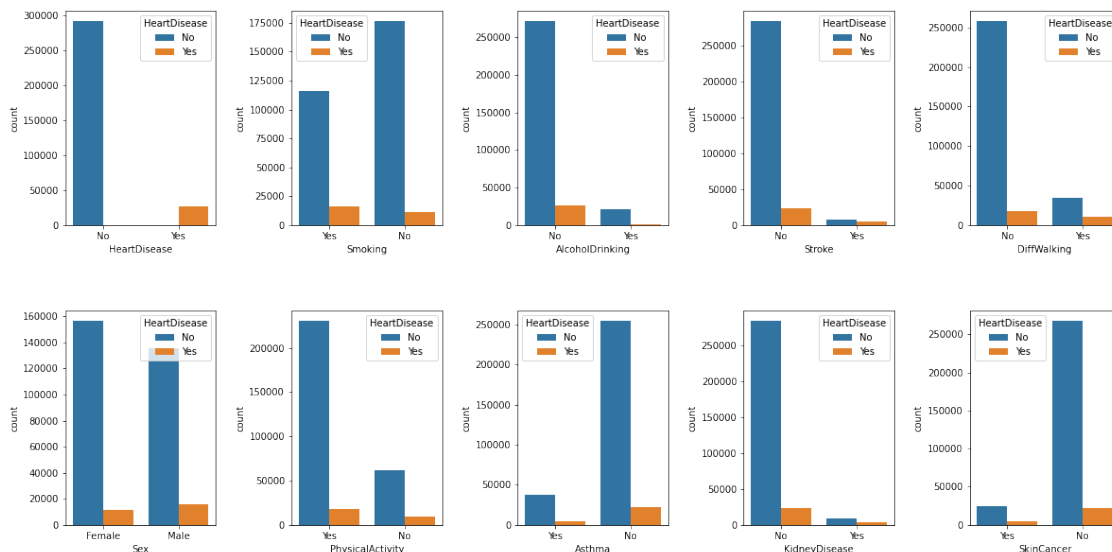 300000
250000
200000
150000
100000
50000
0
count
HeartDisease
No
Yes
No
Yes
HeartDisease
175000
150000
125000
100000
75000
50000
25000
0
count
HeartDisease
No
Yes
Yes
No
Smoking
250000
200000
150000
100000
50000
0
count
HeartDisease
No
Yes
No
Yes
AlcoholDrinking
250000
200000
150000
100000
50000
0
count
HeartDisease
No
Yes
No
Yes
Stroke
250000
200000
150000
100000
50000
0
count
HeartDisease
No
Yes
No
Yes
DiffWalking
160000
140000
120000
100000
80000
60000
40000
20000
0
count
HeartDisease
No
Yes
Female
Male
Sex
200000
150000
100000
50000
0
count
HeartDisease
No
Yes
Yes
No
PhysicalActivity
250000
200000
150000
100000
50000
0
count
HeartDisease
No
Yes
Yes
No
Asthma
250000
200000
150000
100000
50000
0
count
HeartDisease
No
Yes
No
Yes
KidneyDisease
250000
200000
150000
100000
50000
0
count
HeartDisease
No
Yes
Yes
No
SkinCancer